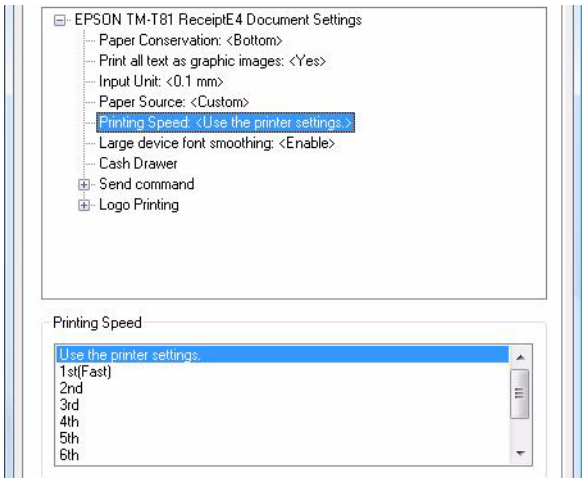 EPSON TM-T81 ReceiptE4 Document Settings
Paper Conservation: <Bottom>
Print all text as graphic images: <Yes>
Input Unit: <0.1 mm>
Paper Source: <Custom>
Printing Speed: <Use the printer settings.>
Large device font smoothing: <Enable>
Cash Drawer
Send command
Logo Printing
Printing Speed
Use the printer settings.
1st(Fast)
2nd
3rd
4th
5th
6th